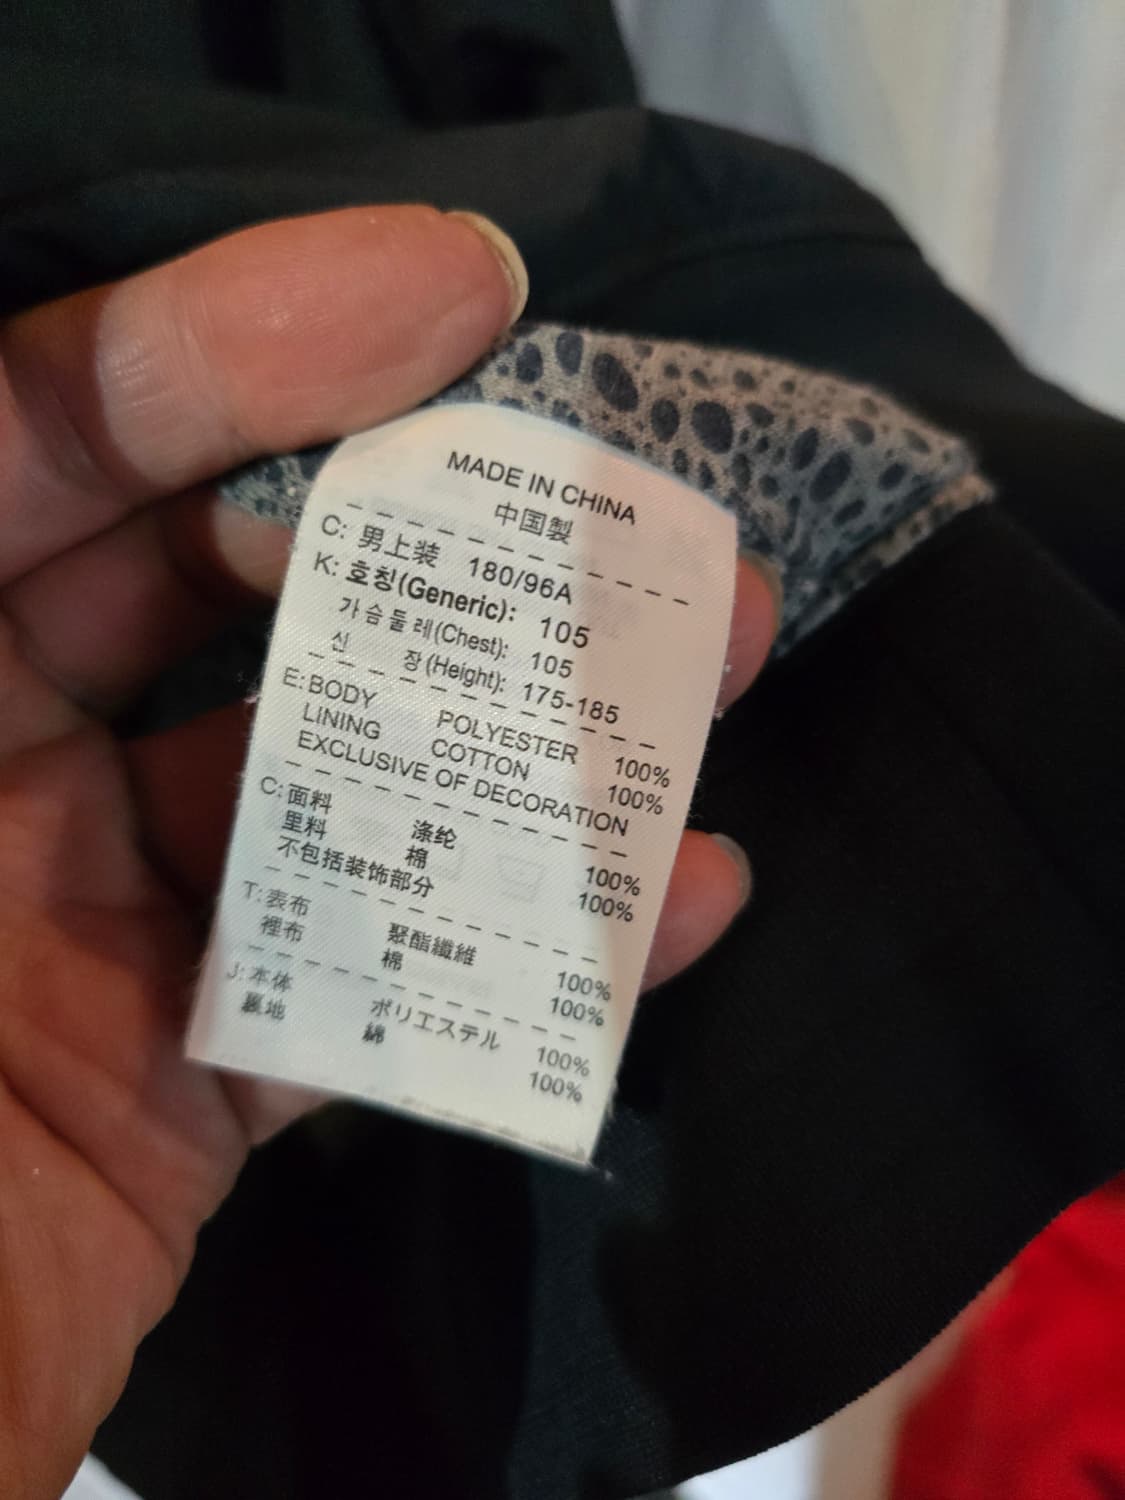 MADE IN CHINA
中国製
C: 男上装 180/96A
K: 호칭(Generic): 105
가슴둘레(Chest): 105
신 장(Height): 175-185
E: BODY POLYESTER 100%
LINING COTTON 100%
EXCLUSIVE OF DECORATION
C: 面料 涤纶 100%
里料 棉 100%
不包括装饰部分
T: 表布 聚酯纖維 100%
裡布 棉 100%
J: 本体 ポリエステル 100%
裏地 綿 100%